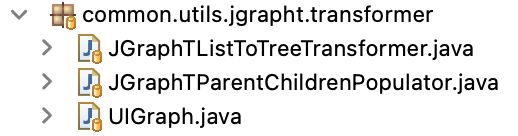 common.utils.jgrapht.transformer
JGraphTListToTreeTransformer.java
JGraphTParentChildrenPopulator.java
UIGraph.java